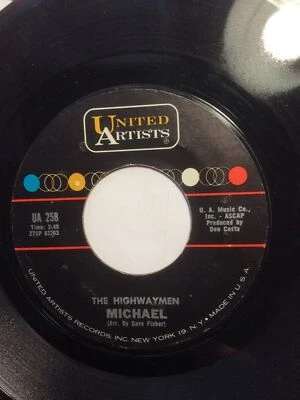 UNITED
ARTISTS
®
UA 258
Time: 2:45
ZTSP 62263
U. A. Music Co.,
Inc. - ASCAP
Produced by
Don Costa
THE HIGHWAYMEN
MICHAEL
(Arr. By Dave Fisher)
UNITED ARTISTS RECORDS, INC. NEW YORK 19, N.Y. • MADE IN U.S.A.